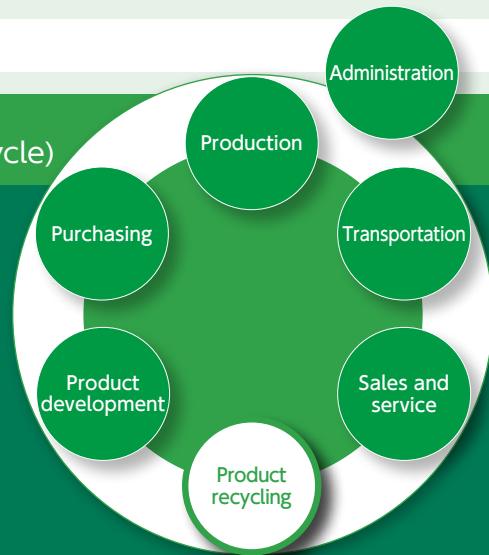 Administration
Production
ycle)
Purchasing
Transportation
Product
development
Sales and
service
Product
recycling